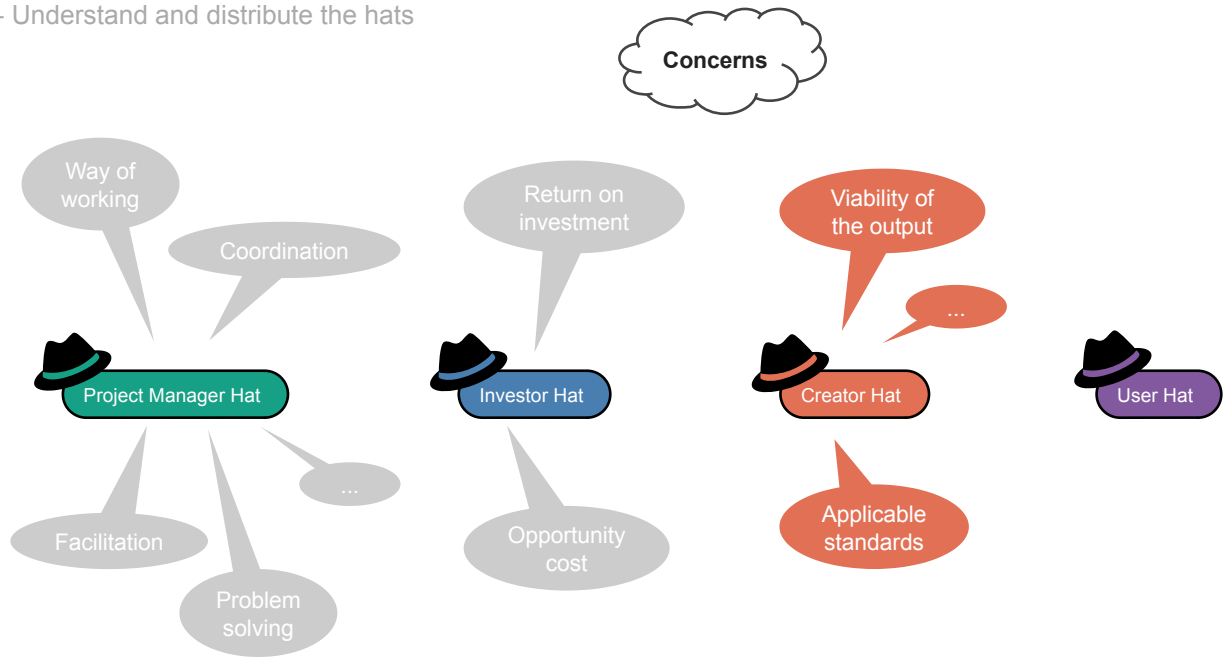 - Understand and distribute the hats
Concerns
Way of
working
Coordination
Return on
investment
Viability of
the output
...
Project Manager Hat
Investor Hat
Creator Hat
User Hat
...
Facilitation
Problem
solving
Opportunity
cost
Applicable
standards